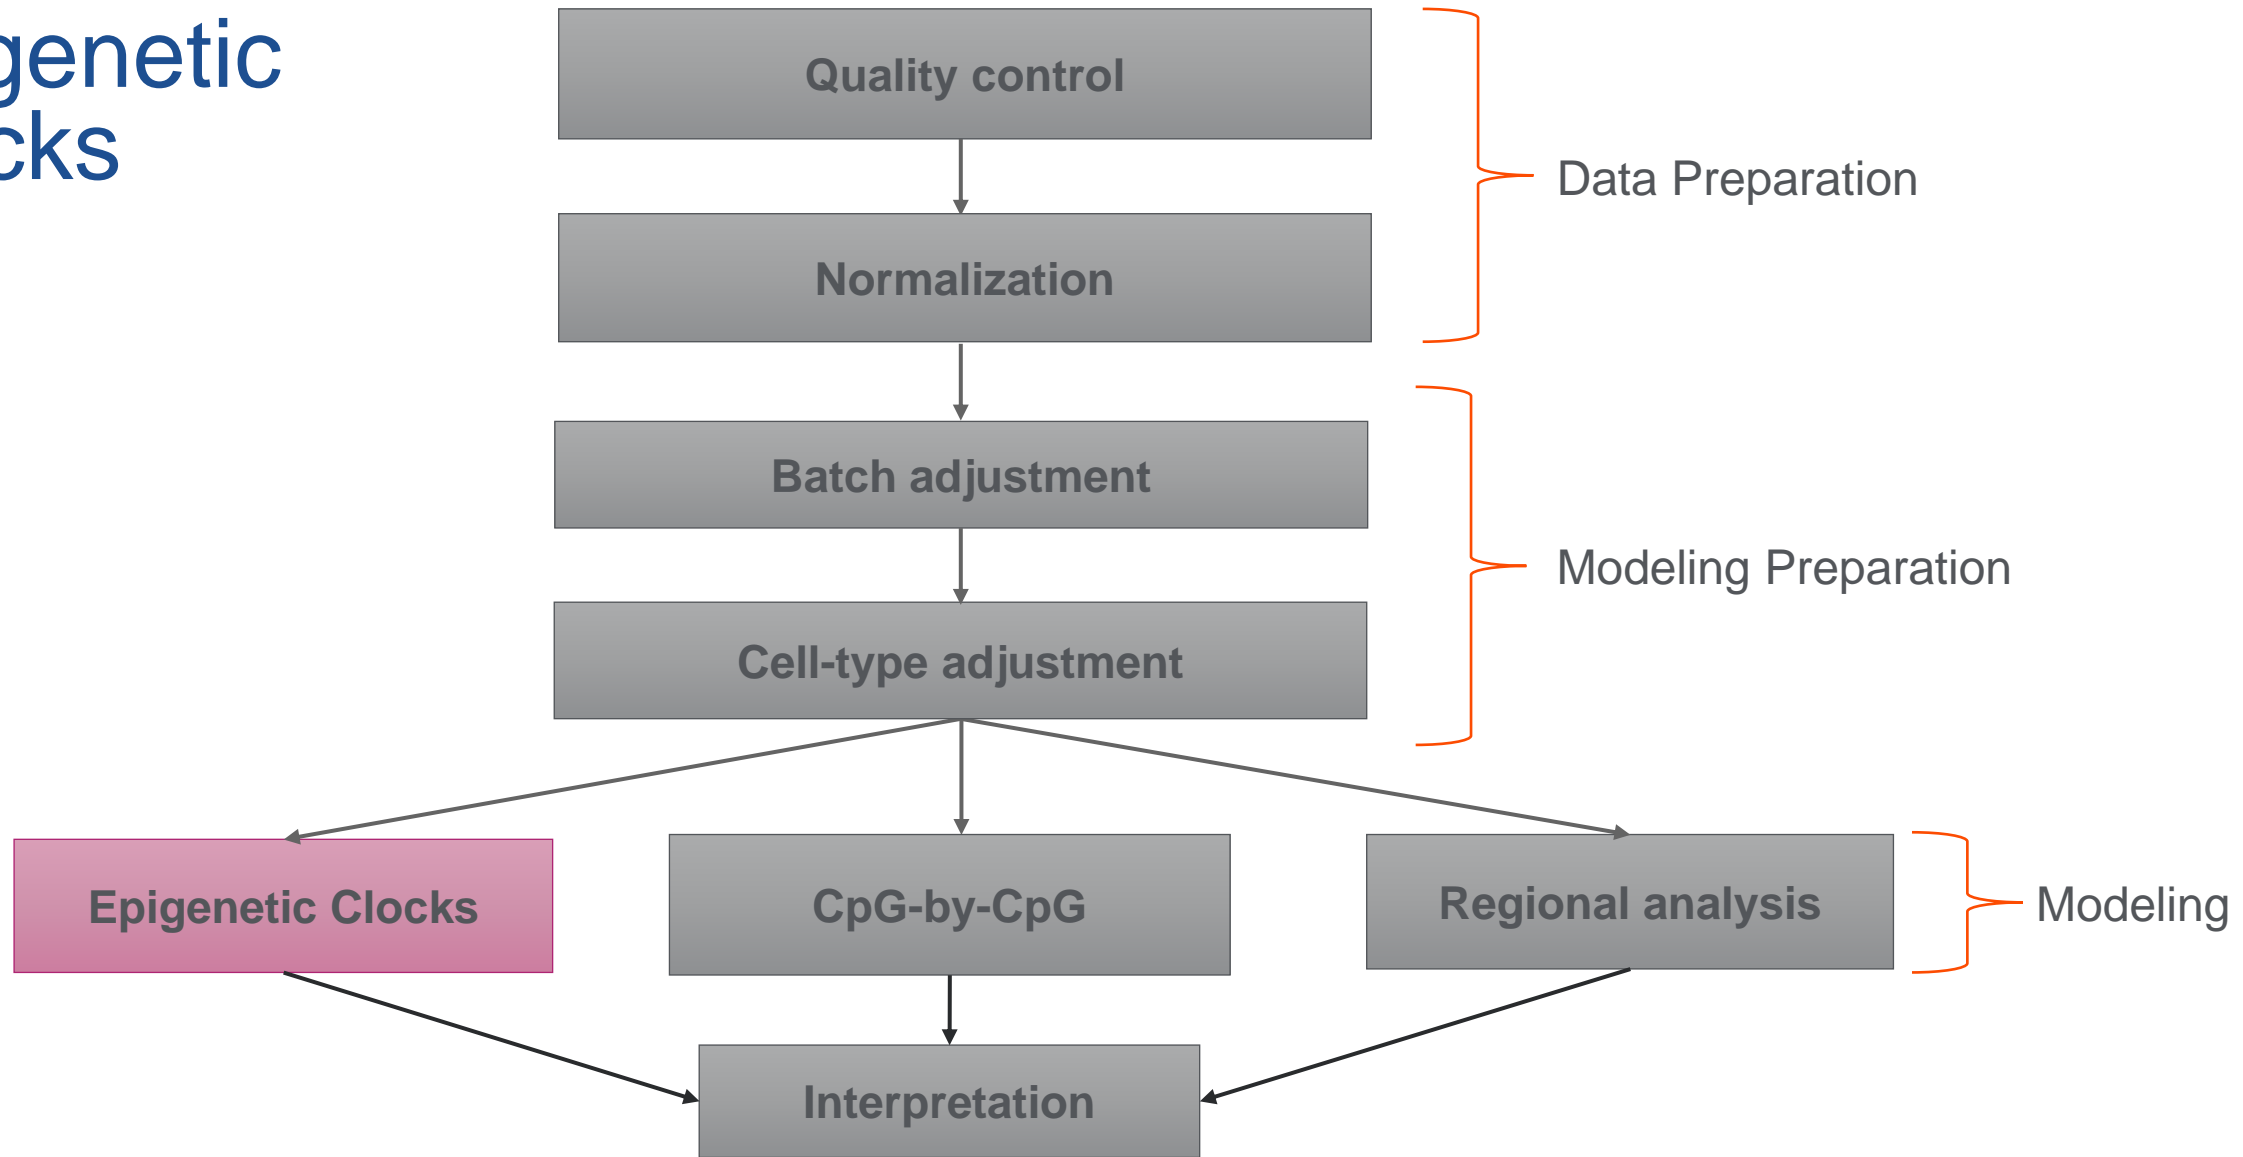 genetic
cks
Quality control
Data Preparation
Normalization
Batch adjustment
Modeling Preparation
Cell-type adjustment
Epigenetic Clocks
CpG-by-CpG
Regional analysis
Modeling
Interpretation